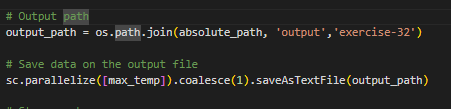 # Output path
output_path = os.path.join(absolute_path, 'output','exercise-32')
# Save data on the output file
sc.parallelize([max_temp]).coalesce(1).saveAsTextFile(output_path)